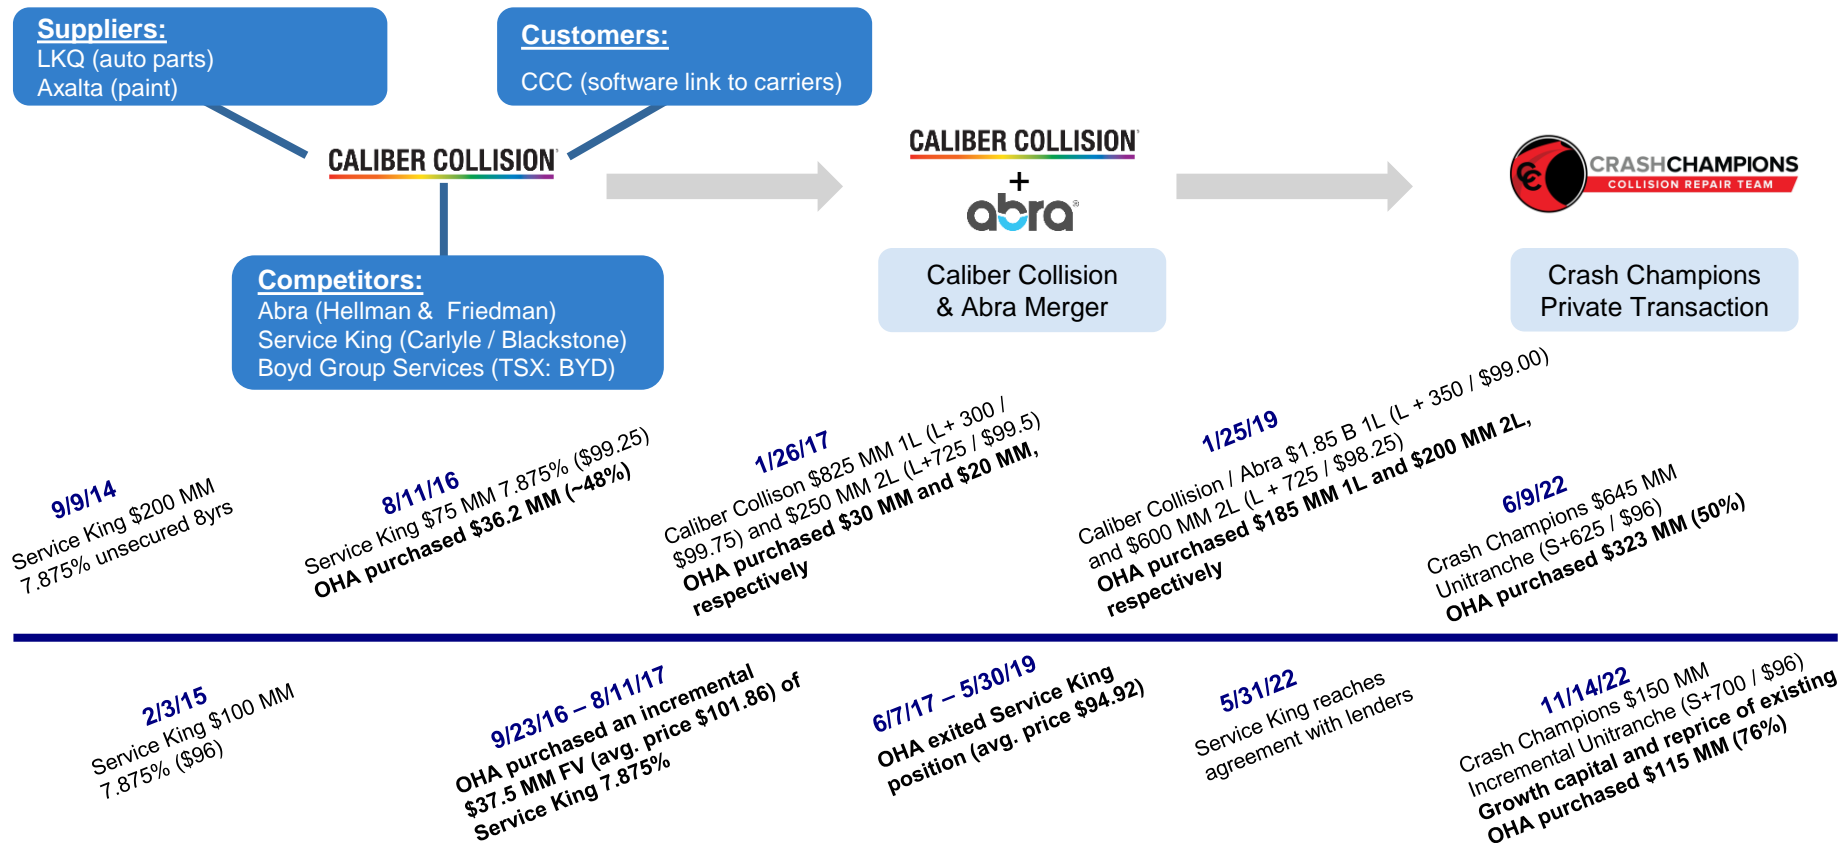 Suppliers:
LKQ (auto parts)
Axalta (paint)
Customers:
CCC (software link to carriers)
CALIBER COLLISION
CALIBER COLLISION
+
abra®
CC
CRASHCHAMPIONS
COLLISION REPAIR TEAM
Competitors:
Abra (Hellman & Friedman)
Service King (Carlyle / Blackstone)
Boyd Group Services (TSX: BYD)
Caliber Collision
& Abra Merger
Crash Champions
Private Transaction
9/9/14
Service King $200 MM
7.875% unsecured 8yrs
8/11/16
Service King $75 MM 7.875% ($99.25)
OHA purchased $36.2 MM (~48%)
1/26/17
Caliber Collison $825 MM 1L (L+ 300 /
$99.75) and $250 MM 2L (L+725 / $99.5)
OHA purchased $30 MM and $20 MM,
respectively
1/25/19
Caliber Collision / Abra $1.85 B 1L (L + 350 / $99.00)
and $600 MM 2L (L + 725 / $98.25)
OHA purchased $185 MM 1L and $200 MM 2L,
respectively
6/9/22
Crash Champions $645 MM
Unitranche (S+625 / $96)
OHA purchased $323 MM (50%)
2/3/15
Service King $100 MM
7.875% ($96)
9/23/16 – 8/11/17
OHA purchased an incremental
$37.5 MM FV (avg. price $101.86) of
Service King 7.875%
6/7/17 – 5/30/19
OHA exited Service King
position (avg. price $94.92)
5/31/22
Service King reaches
agreement with lenders
11/14/22
Crash Champions $150 MM
Incremental Unitranche (S+700 / $96)
Growth capital and reprice of existing
OHA purchased $115 MM (76%)